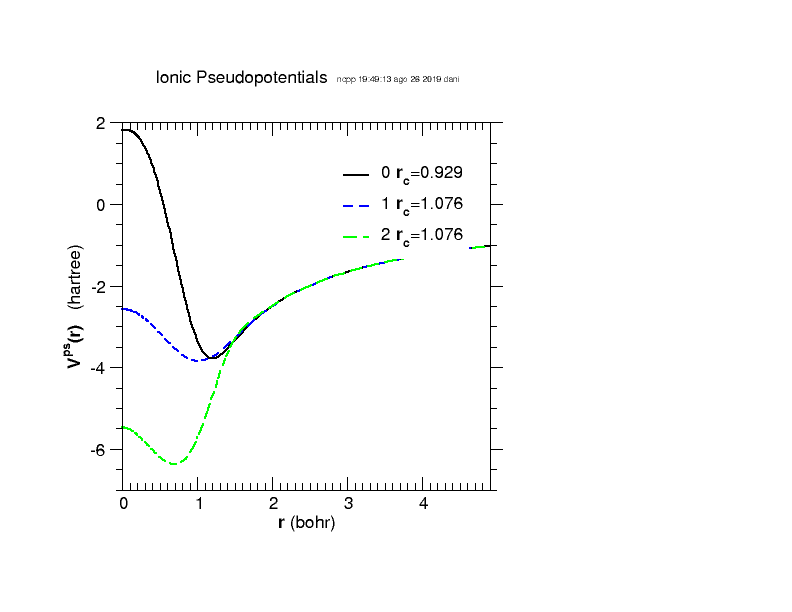 Ionic Pseudopotentials ncpp 19:49:13 ago 26 2019 dani
2
0 rc=0.929
0
1 rc=1.076
2 rc=1.076
-2
Vps(r) (hartree)
-4
-6
0 1 2 3 4
r (bohr)